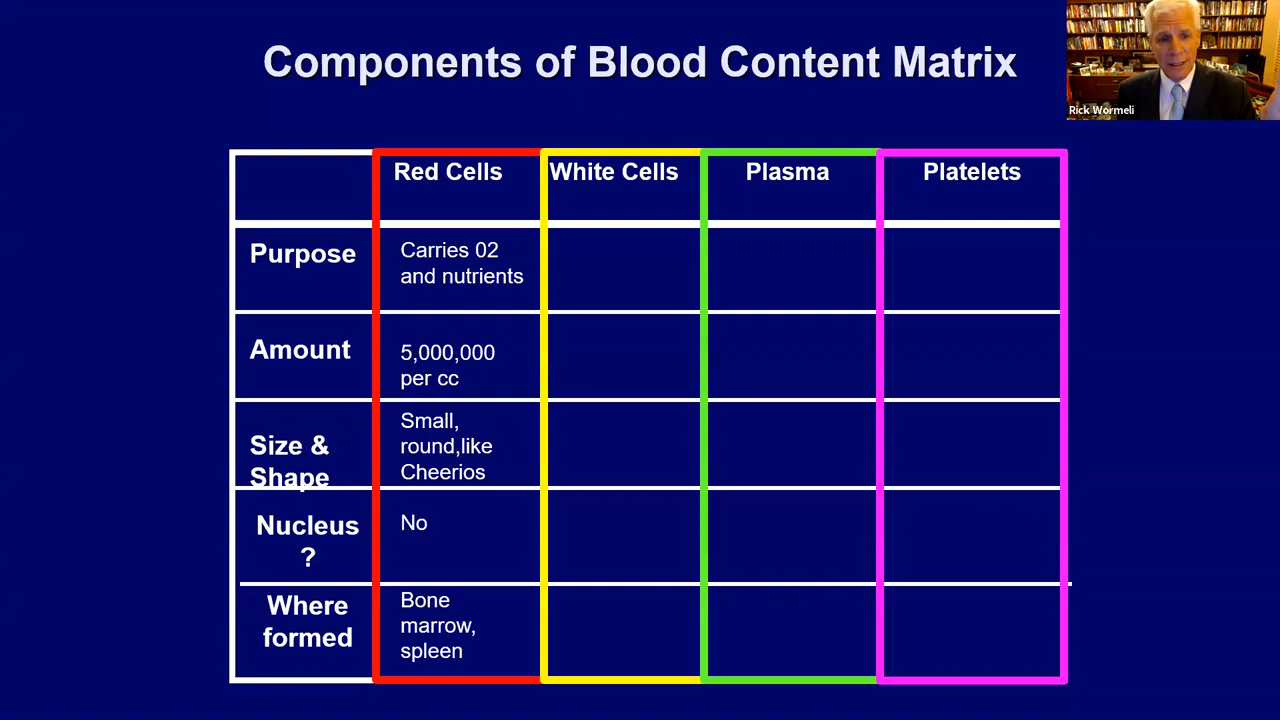 Components of Blood Content Matrix
Rick Wormeli
Red Cells
White Cells
Plasma
Platelets
Purpose
Carries 02
and nutrients
Amount
5,000,000
per cc
Size &
Shape
Small,
round,like
Cheerios
Nucleus
?
No
Where
formed
Bone
marrow,
spleen